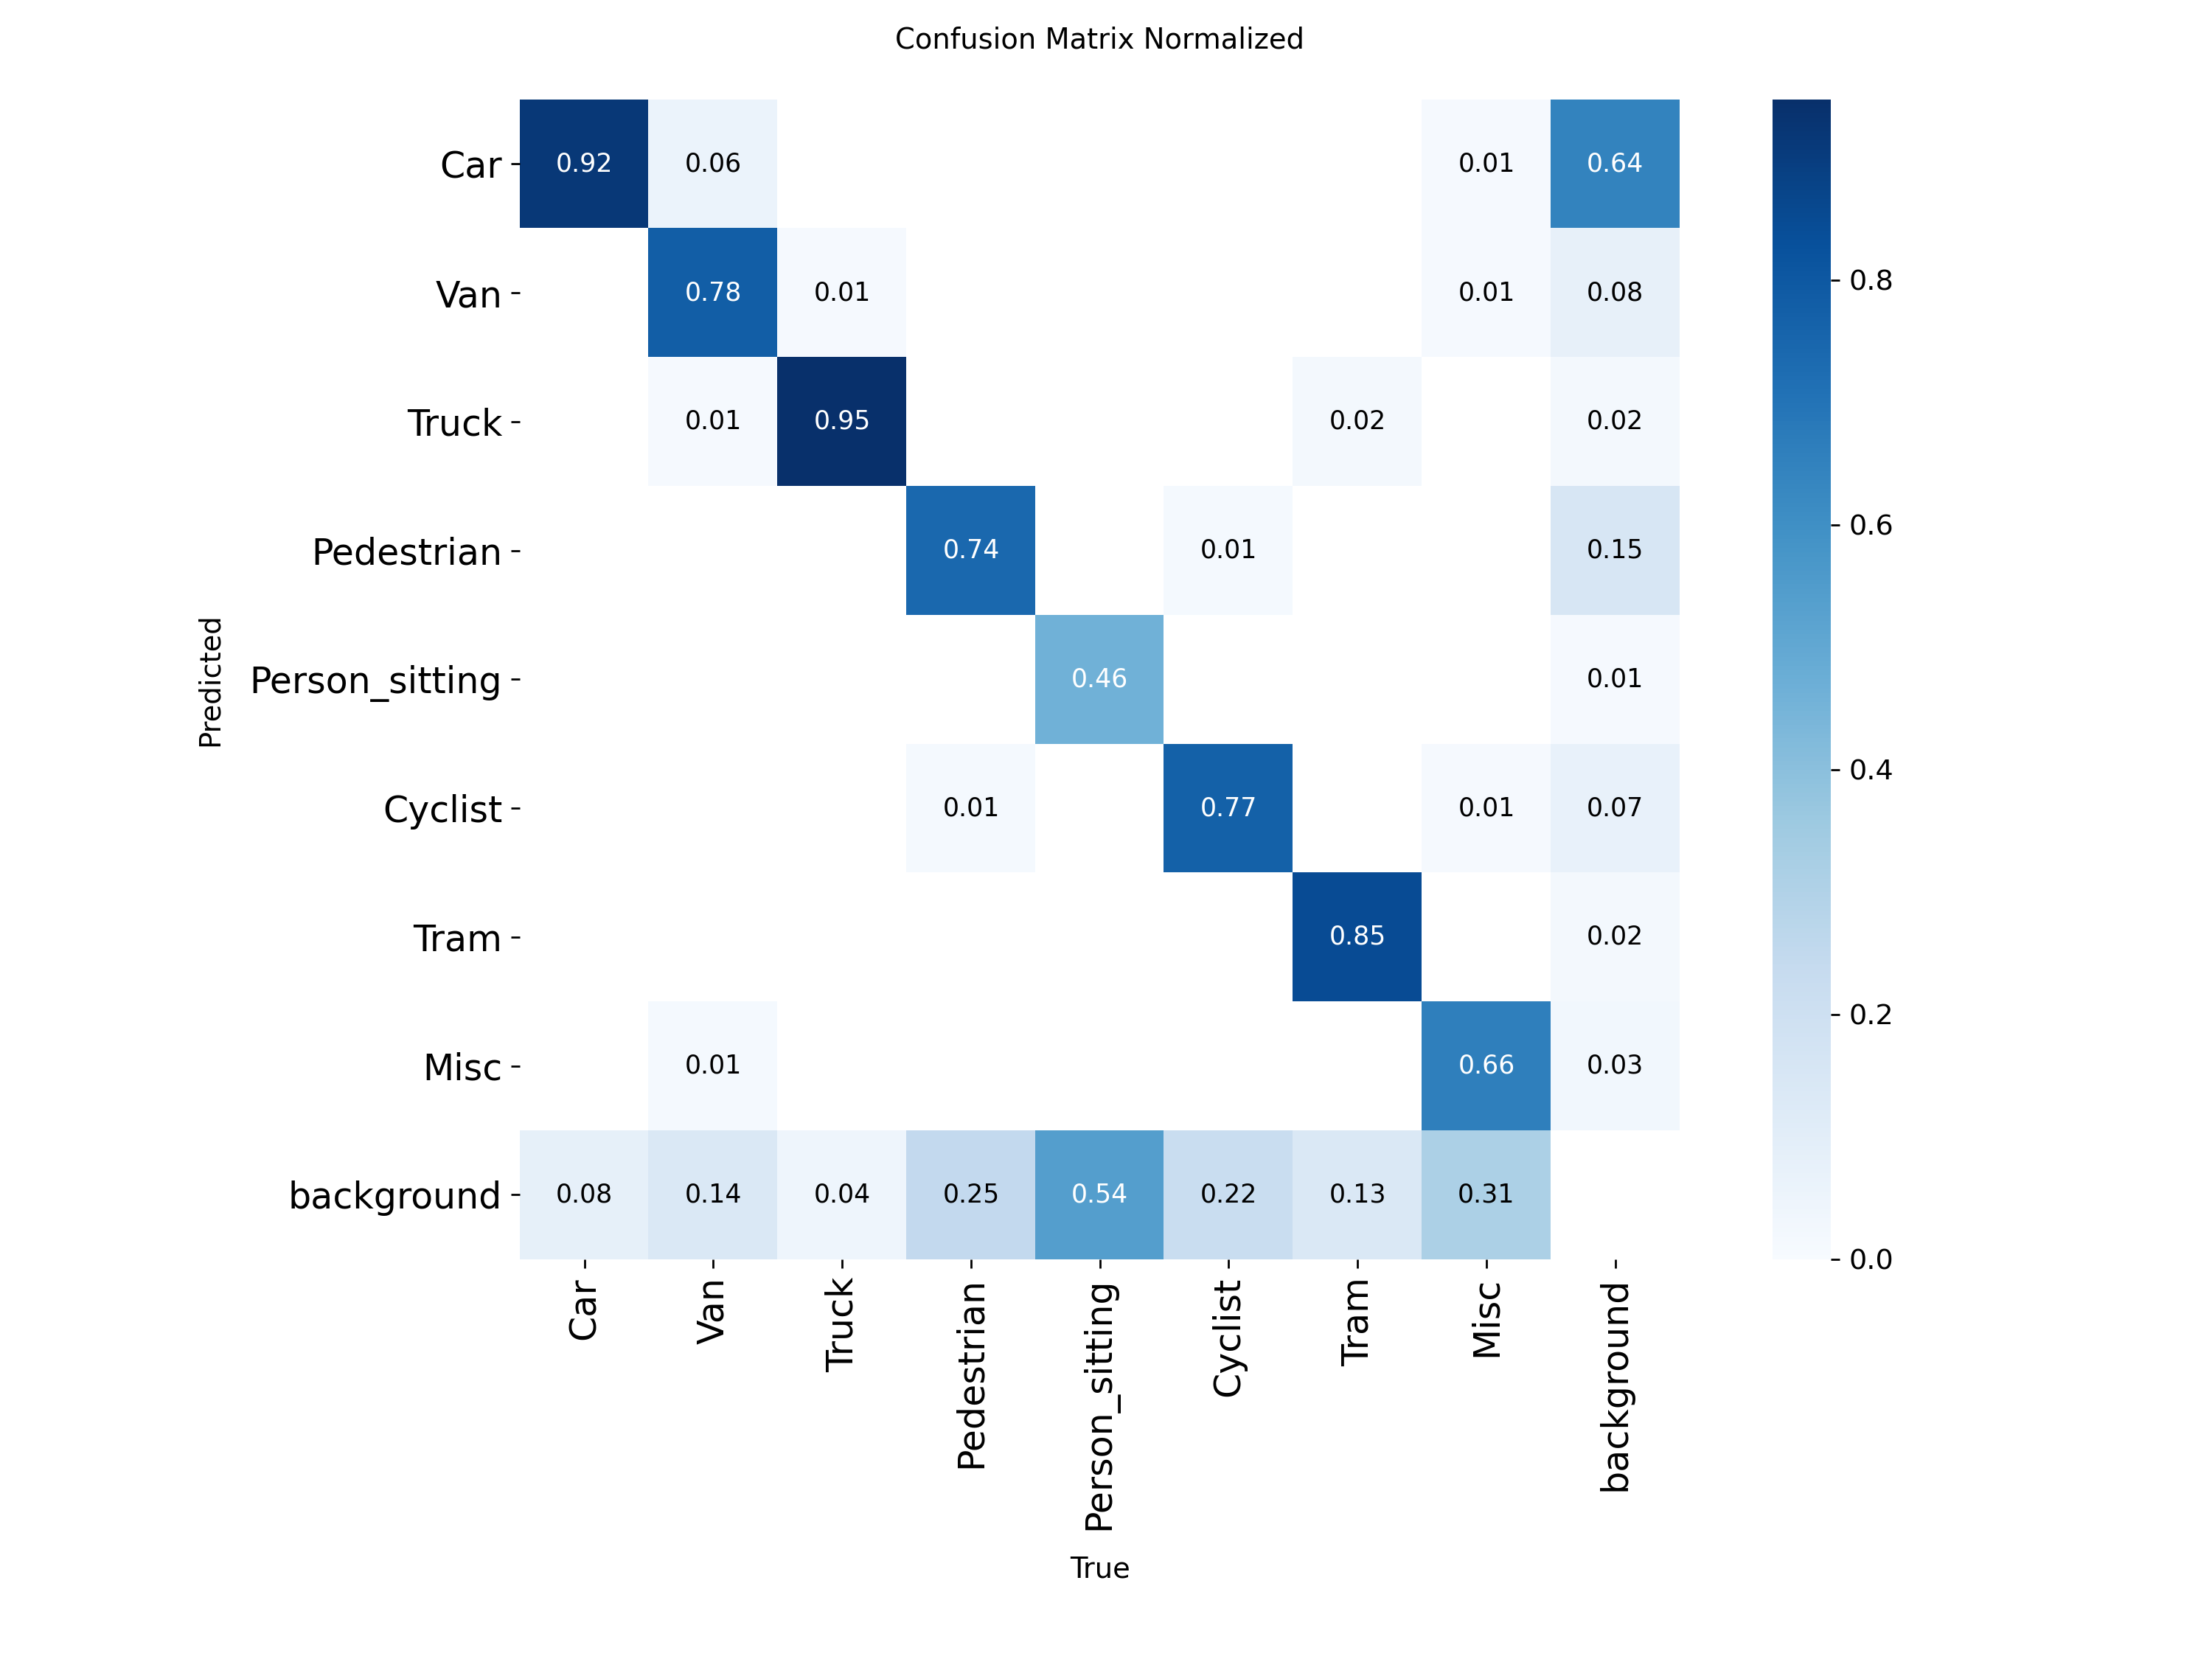 Confusion Matrix Normalized
Car 0.92 0.06 0.01 0.64
Van 0.78 0.01 0.01 0.08 0.8
Truck 0.01 0.95 0.02 0.02
Pedestrian 0.74 0.01 0.15 0.6
Predicted
Person_sitting 0.46 0.01
Cyclist 0.01 0.77 0.01 0.07 0.4
Tram 0.85 0.02
Misc 0.01 0.66 0.03 0.2
background 0.08 0.14 0.04 0.25 0.54 0.22 0.13 0.31
0.0
Car Van Truck Pedestrian Person_sitting Cyclist Tram Misc background
True